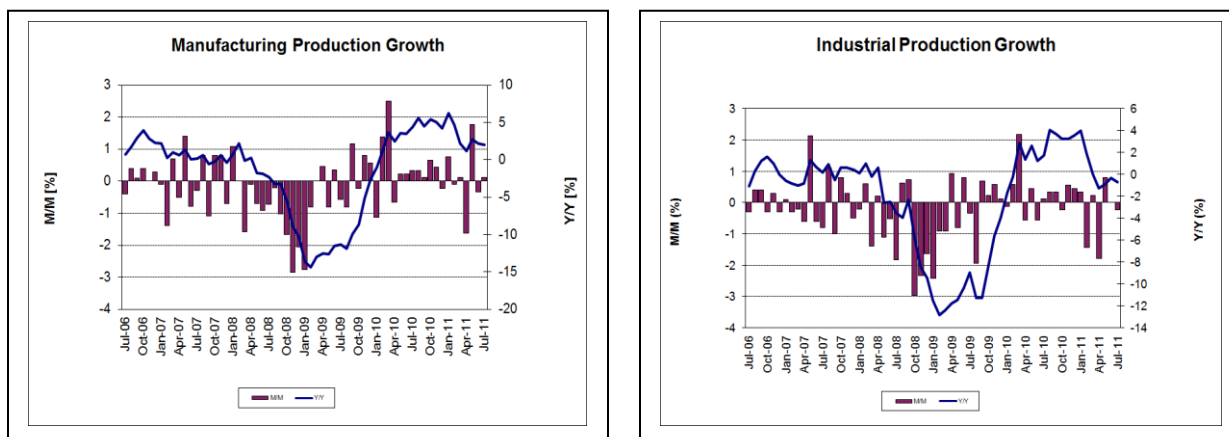 Manufacturing Production Growth
M/M [%]
3
2
1
0
-1
-2
-3
-4
10
5
0
-5
-10
-15
-20
Y/Y [%]
Jul-06
Oct-06
Jan-07
Apr-07
Jul-07
Oct-07
Jan-08
Apr-08
Jul-08
Oct-08
Jan-09
Apr-09
Jul-09
Oct-09
Jan-10
Apr-10
Jul-10
Oct-10
Jan-11
Apr-11
Jul-11
M/M Y/Y
Industrial Production Growth
M/M (%)
3
2
1
0
-1
-2
-3
-4
6
4
2
0
-2
-4
-6
-8
-10
-12
-14
Y/Y (%)
Jul-06
Oct-06
Jan-07
Apr-07
Jul-07
Oct-07
Jan-08
Apr-08
Jul-08
Oct-08
Jan-09
Apr-09
Jul-09
Oct-09
Jan-10
Apr-10
Jul-10
Oct-10
Jan-11
Apr-11
Jul-11
M/M Y/Y